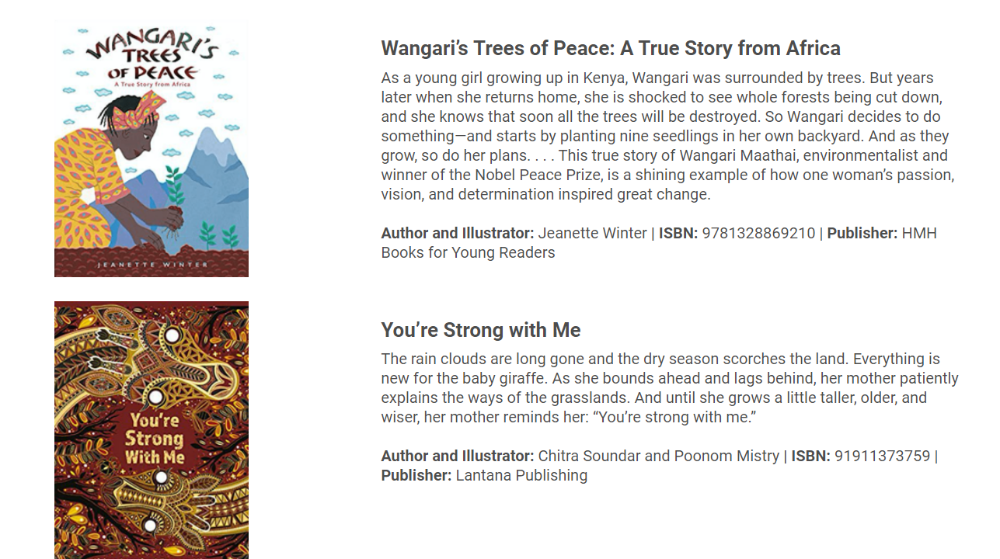 WANGARI'S
TREES
OF PEACE
A True Story from Africa
JEANETTE WINTER
Wangari’s Trees of Peace: A True Story from Africa
As a young girl growing up in Kenya, Wangari was surrounded by trees. But years
later when she returns home, she is shocked to see whole forests being cut down,
and she knows that soon all the trees will be destroyed. So Wangari decides to do
something—and starts by planting nine seedlings in her own backyard. And as they
grow, so do her plans. . . . This true story of Wangari Maathai, environmentalist and
winner of the Nobel Peace Prize, is a shining example of how one woman’s passion,
vision, and determination inspired great change.
Author and Illustrator: Jeanette Winter | ISBN: 9781328869210 | Publisher: HMH
Books for Young Readers
You're
Strong
With Me
You’re Strong with Me
The rain clouds are long gone and the dry season scorches the land. Everything is
new for the baby giraffe. As she bounds ahead and lags behind, her mother patiently
explains the ways of the grasslands. And until she grows a little taller, older, and
wiser, her mother reminds her: “You’re strong with me.”
Author and Illustrator: Chitra Soundar and Poonom Mistry | ISBN: 91911373759 |
Publisher: Lantana Publishing